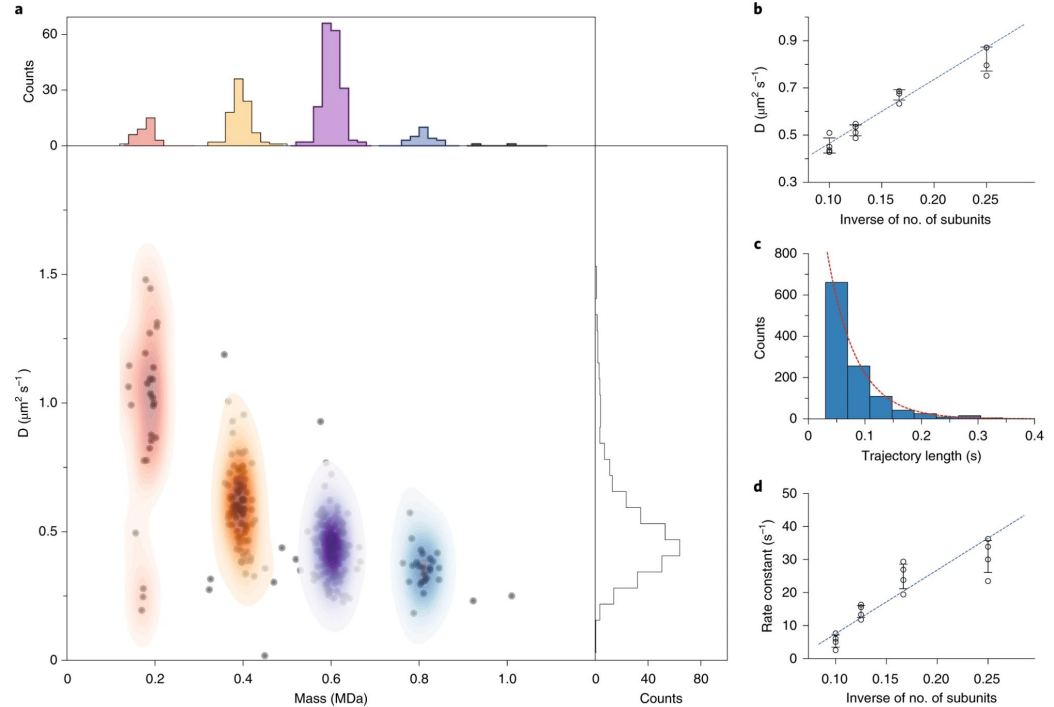 a
60
30
0
Counts
1.5
1.0
0.5
0
D (μm² s⁻¹)
0 0.2 0.4 0.6 0.8 1.0
Mass (MDa)
0 40 80
Counts
b
0.9
0.7
0.5
0.3
D (μm² s⁻¹)
0.10 0.15 0.20 0.25
Inverse of no. of subunits
c
800
600
400
200
0
Counts
0 0.1 0.2 0.3 0.4
Trajectory length (s)
d
50
40
30
20
10
0
Rate constant (s⁻¹)
0.10 0.15 0.20 0.25
Inverse of no. of subunits